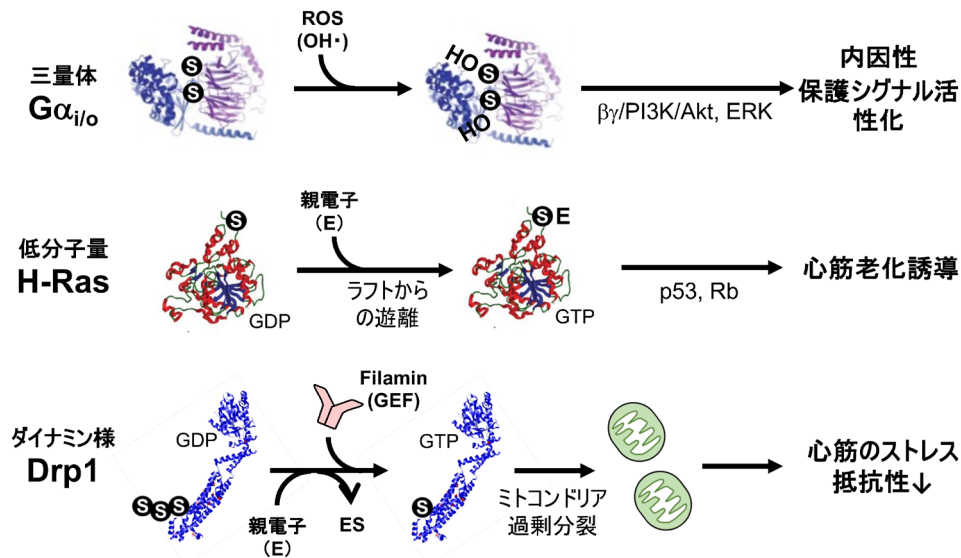 三量体
Gαi/o
S
S
ROS
(OH・)
HO
S
S
HO
βγ/PI3K/Akt, ERK
内因性
保護シグナル活
性化
低分子量
H-Ras
S
GDP
親電子
(E)
ラフトから
の遊離
S E
GTP
p53, Rb
心筋老化誘導
ダイナミン様
Drp1
GDP
S S S
Filamin
(GEF)
親電子
(E)
ES
GTP
S
ミトコンドリア
過剰分裂
心筋のストレス
抵抗性↓